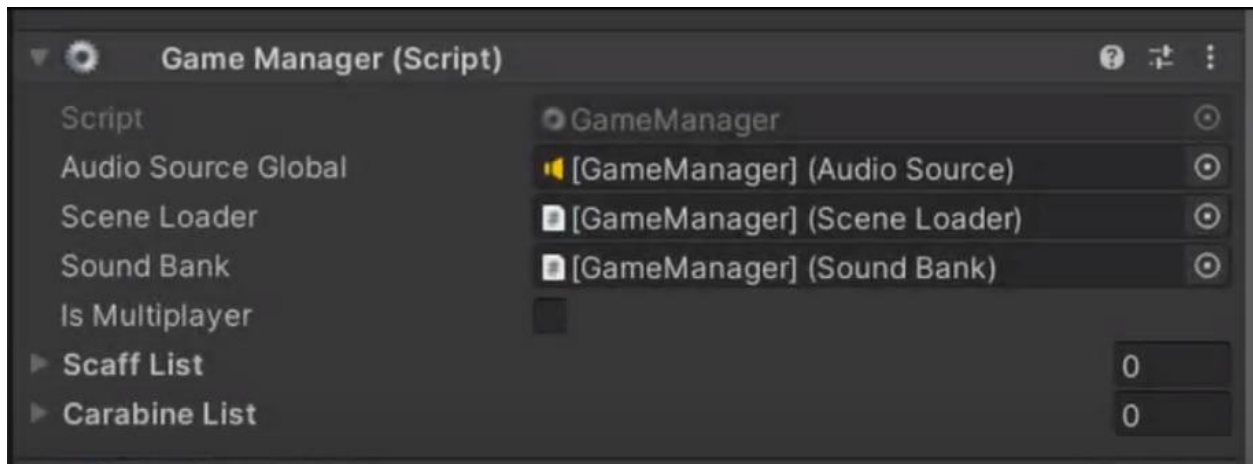 Game Manager (Script)
Script GameManager
Audio Source Global [GameManager] (Audio Source)
Scene Loader [GameManager] (Scene Loader)
Sound Bank [GameManager] (Sound Bank)
Is Multiplayer
Scaff List 0
Carabine List 0